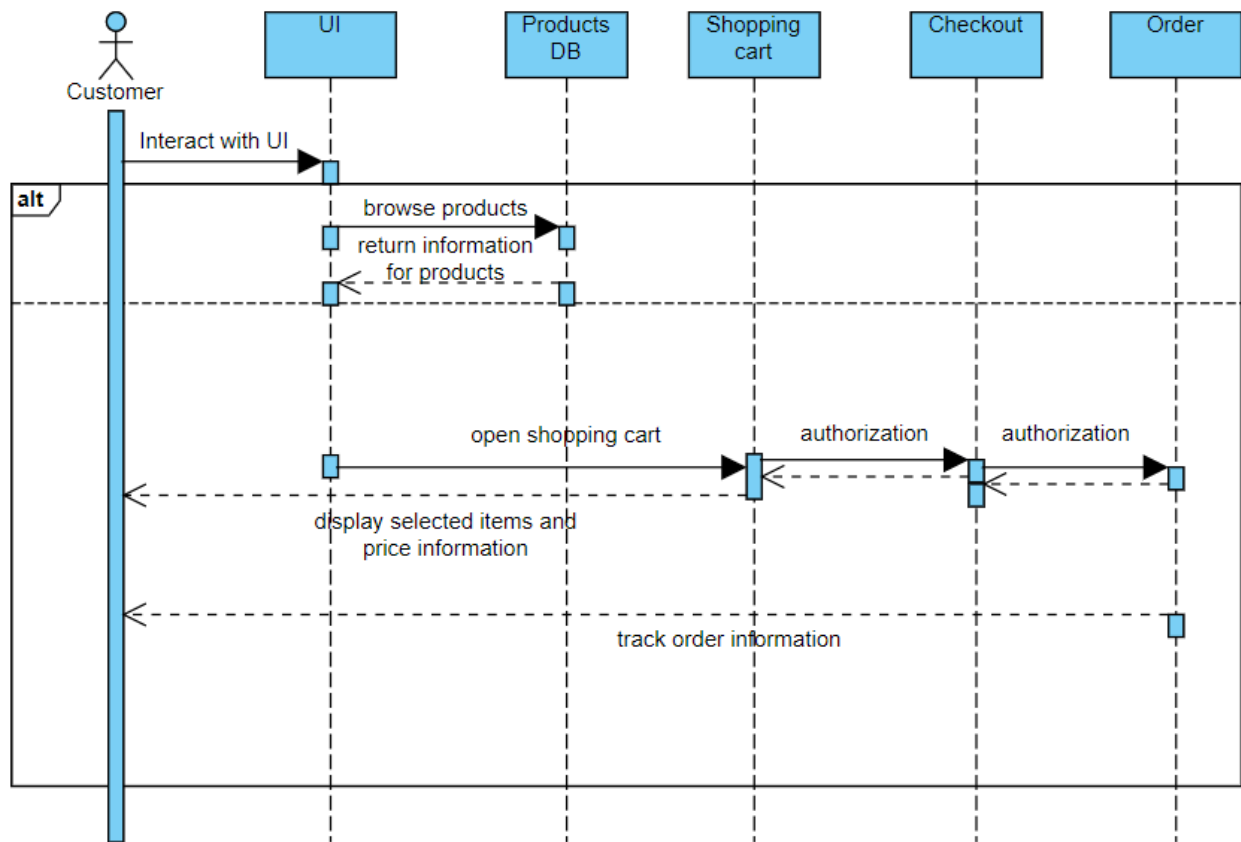 UI
Products
DB
Shopping
cart
Checkout
Order
Customer
Interact with UI
alt
browse products
return information
for products
open shopping cart
authorization
authorization
display selected items and
price information
track order information